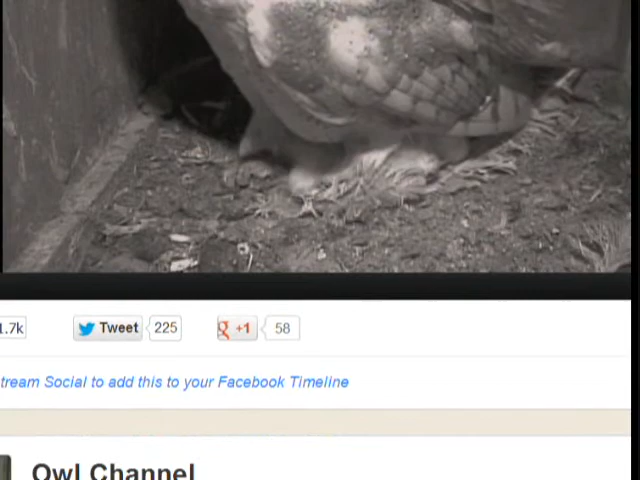 1.7k Tweet 225 g +1 58
tream Social to add this to your Facebook Timeline
Owl Channel